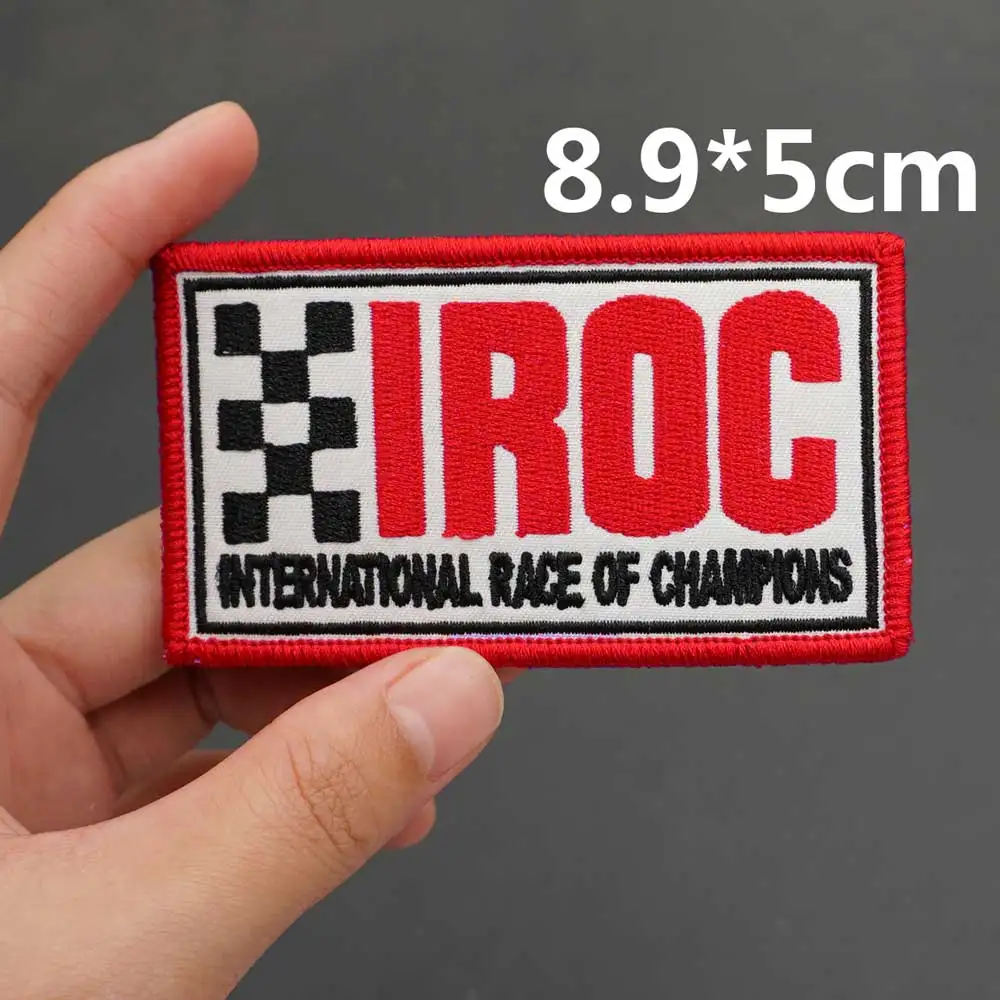 8.9*5cm
IROC
INTERNATIONAL RACE OF CHAMPIONS